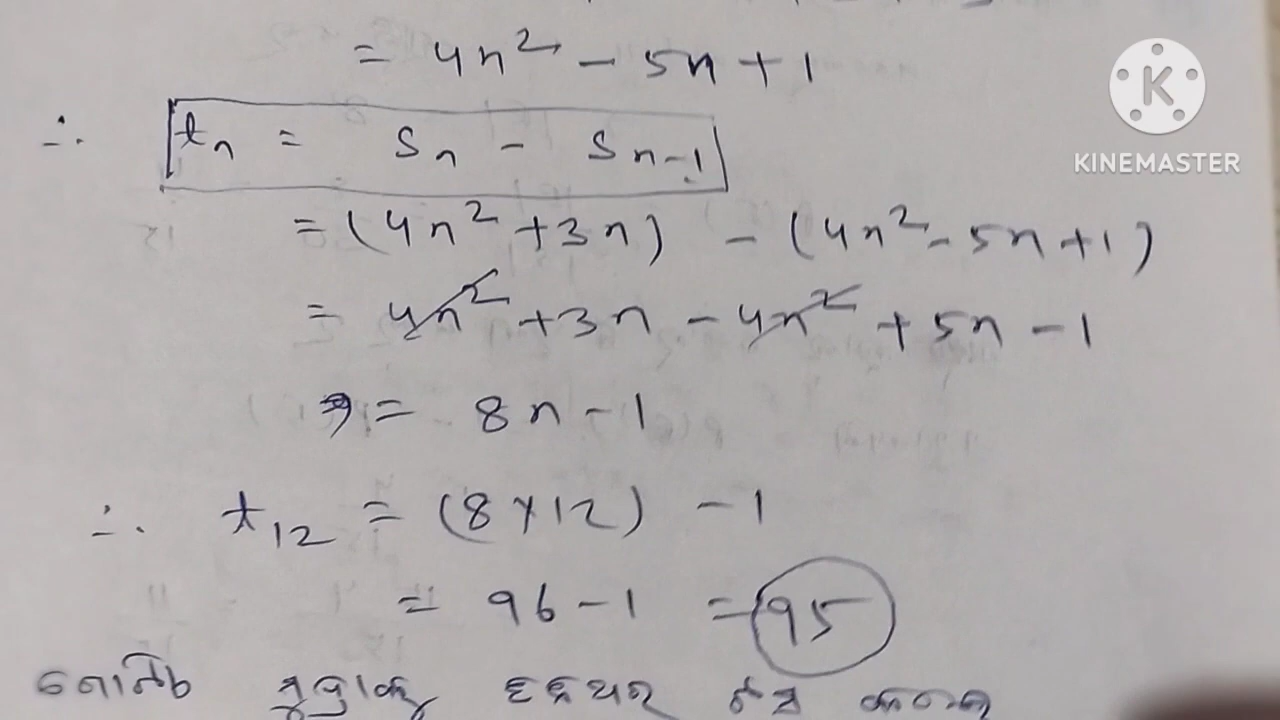 = 4n² - 5n + 1
∴ tₙ = Sₙ - Sₙ₋₁
= (4n² + 3n) - (4n² - 5n + 1)
= 4n² + 3n - 4n² + 5n - 1
= 8n - 1
∴ t₁₂ = (8 × 12) - 1
= 96 - 1 = 95
ଗୋଟିଏ ମୁଦ୍ରାକୁ ଟସ୍
K
KINEMASTER